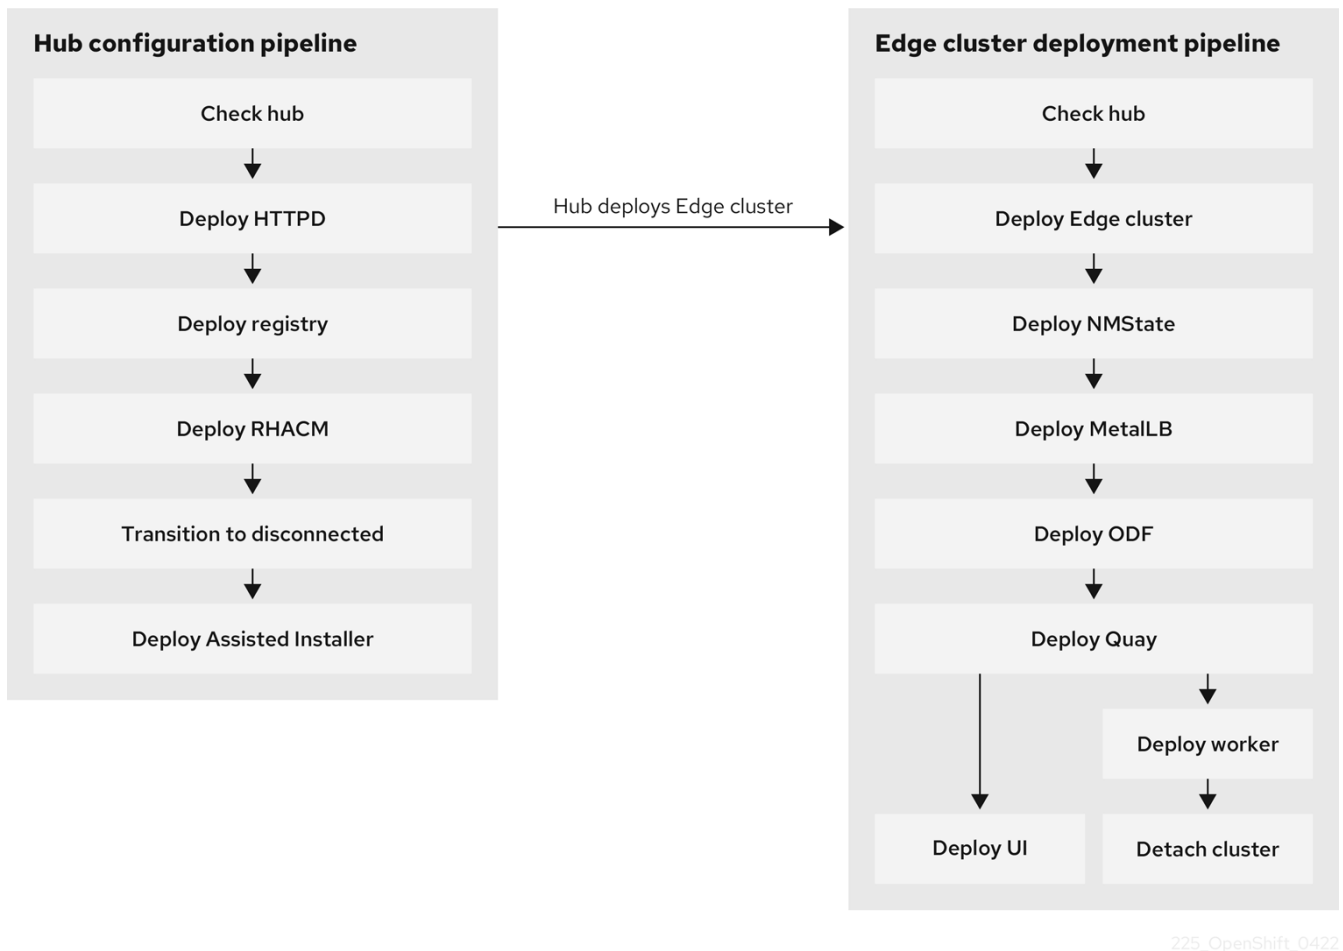 Hub configuration pipeline
Check hub
Deploy HTTPD
Deploy registry
Deploy RHACM
Transition to disconnected
Deploy Assisted Installer
Hub deploys Edge cluster
Edge cluster deployment pipeline
Check hub
Deploy Edge cluster
Deploy NMState
Deploy MetalLB
Deploy ODF
Deploy Quay
Deploy worker
Deploy UI
Detach cluster
225_OpenShift_0422